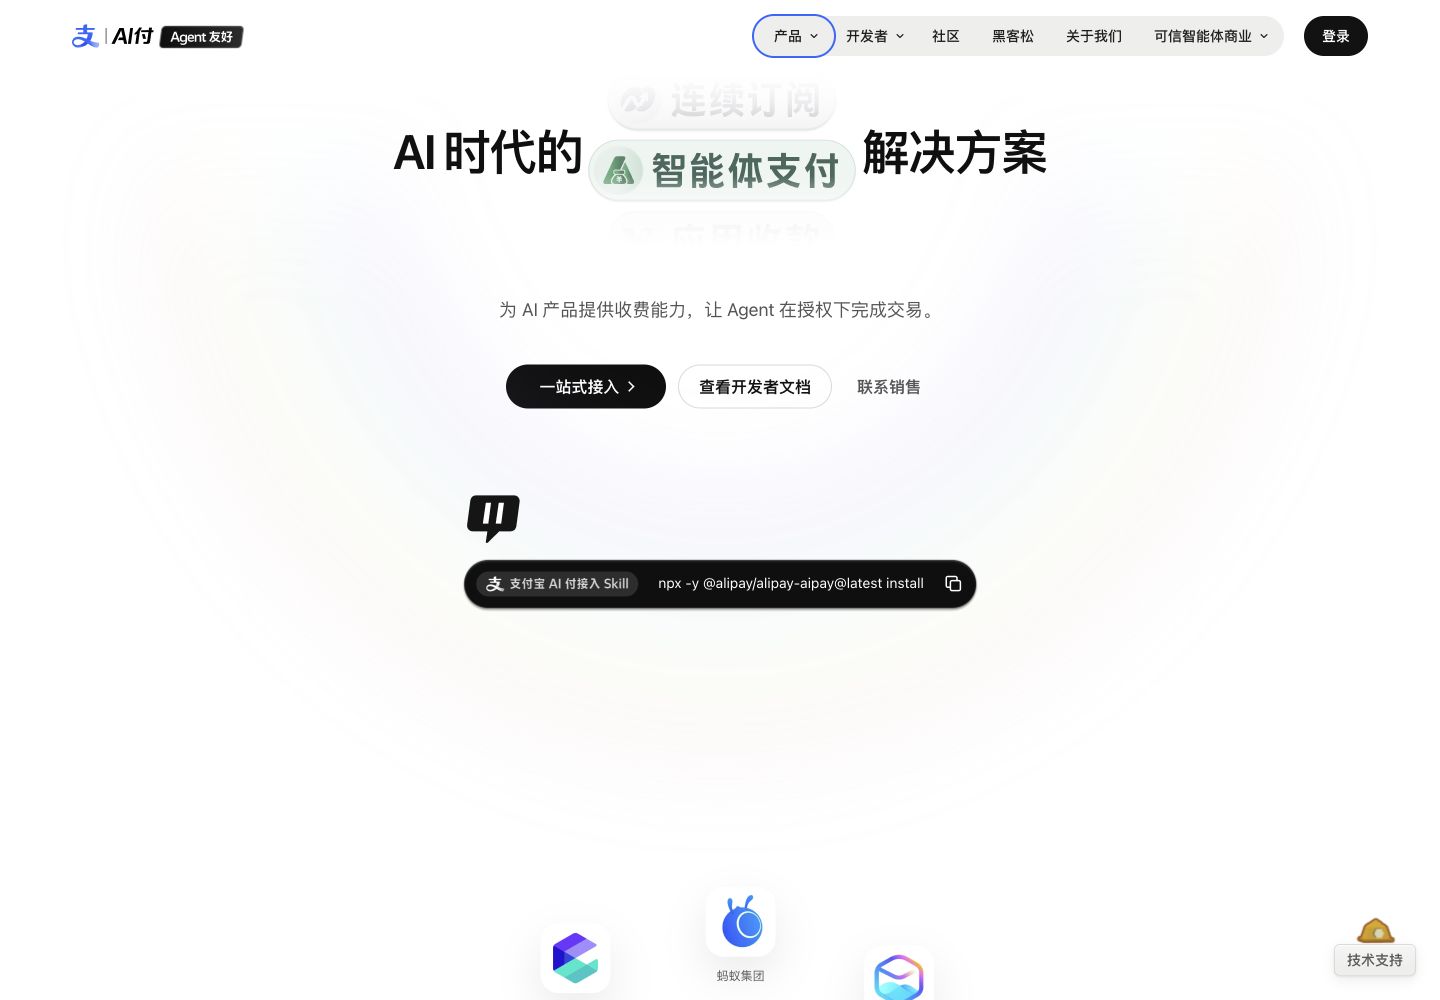 支 | AI付 Agent 友好
产品 开发者 社区 黑客松 关于我们 可信智能体商业 登录
连续订阅
AI 时代的 智能体支付 解决方案
应用收款
为 AI 产品提供收费能力，让 Agent 在授权下完成交易。
一站式接入 查看开发者文档 联系销售
支 支付宝 AI 付接入 Skill npx -y @alipay/alipay-aipay@latest install
蚂蚁集团
技术支持